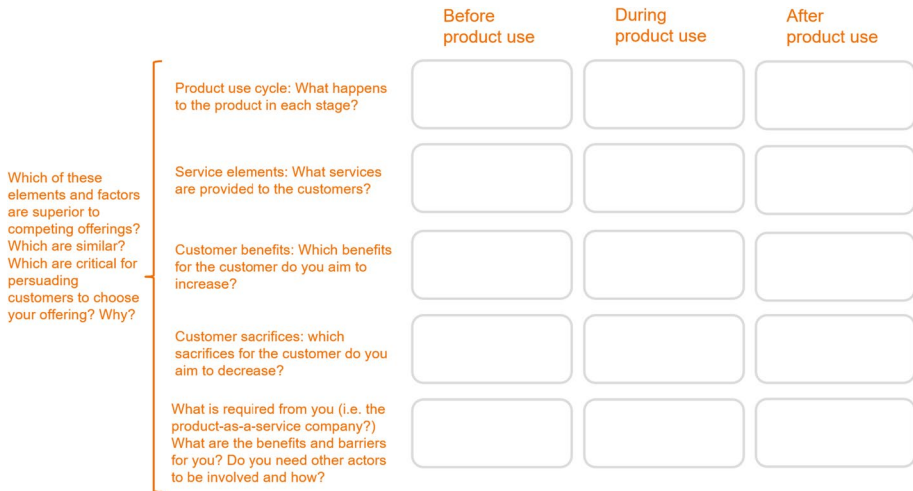 Before
product use
During
product use
After
product use
Product use cycle: What happens
to the product in each stage?
Service elements: What services
are provided to the customers?
Which of these
elements and factors
are superior to
competing offerings?
Which are similar?
Which are critical for
persuading
customers to choose
your offering? Why?
Customer benefits: Which benefits
for the customer do you aim to
increase?
Customer sacrifices: which
sacrifices for the customer do you
aim to decrease?
What is required from you (i.e. the
product-as-a-service company?)
What are the benefits and barriers
for you? Do you need other actors
to be involved and how?